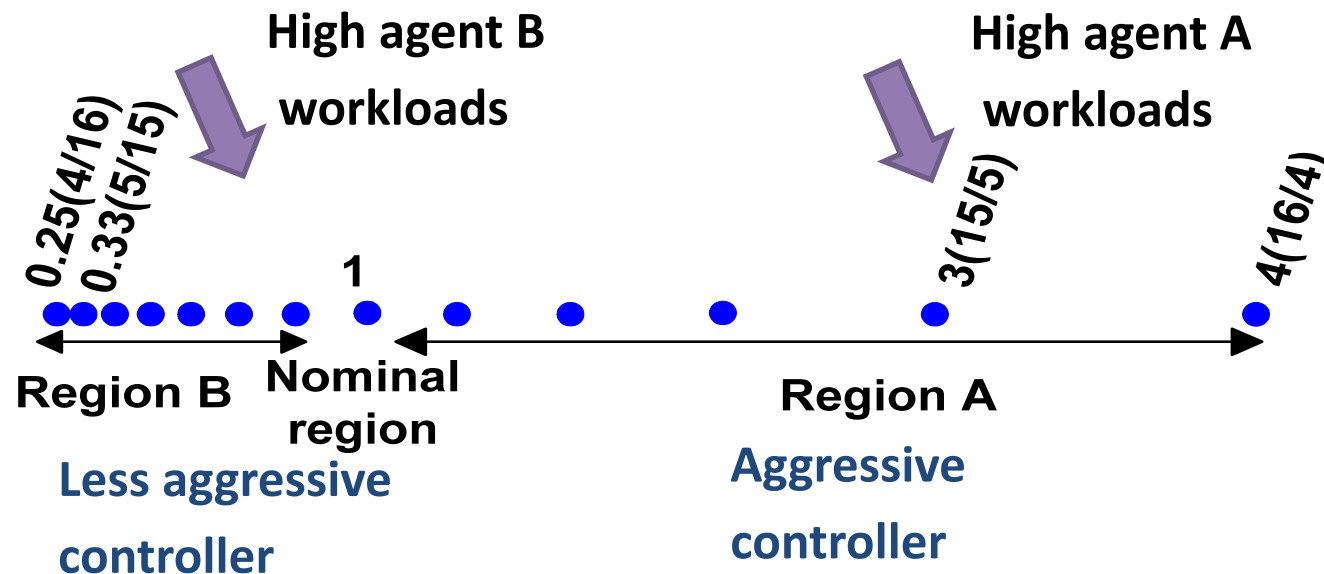 High agent B
workloads
High agent A
workloads
0.25(4/16)
0.33(5/15)
1
3(15/5)
4(16/4)
Region B
Nominal
region
Region A
Less aggressive
controller
Aggressive
controller